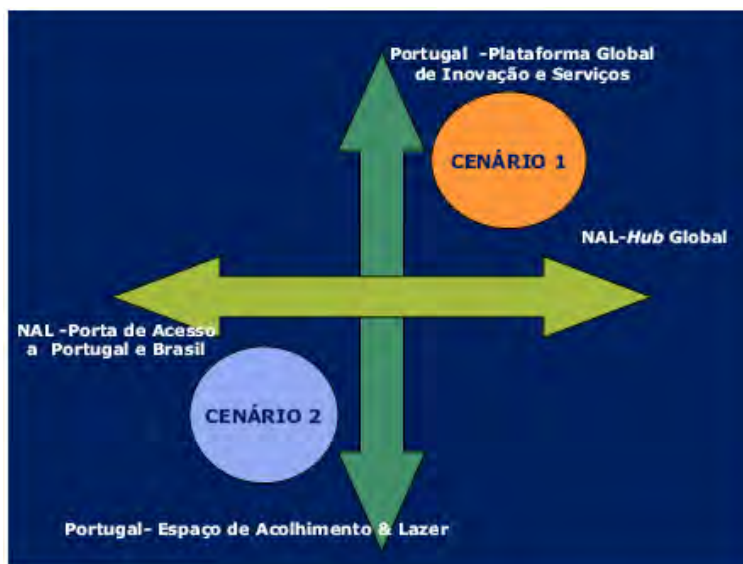 Portugal -Plataforma Global
de Inovação e Serviços
CENÁRIO 1
NAL-Hub Global
NAL -Porta de Acesso
a Portugal e Brasil
CENÁRIO 2
Portugal- Espaço de Acolhimento & Lazer